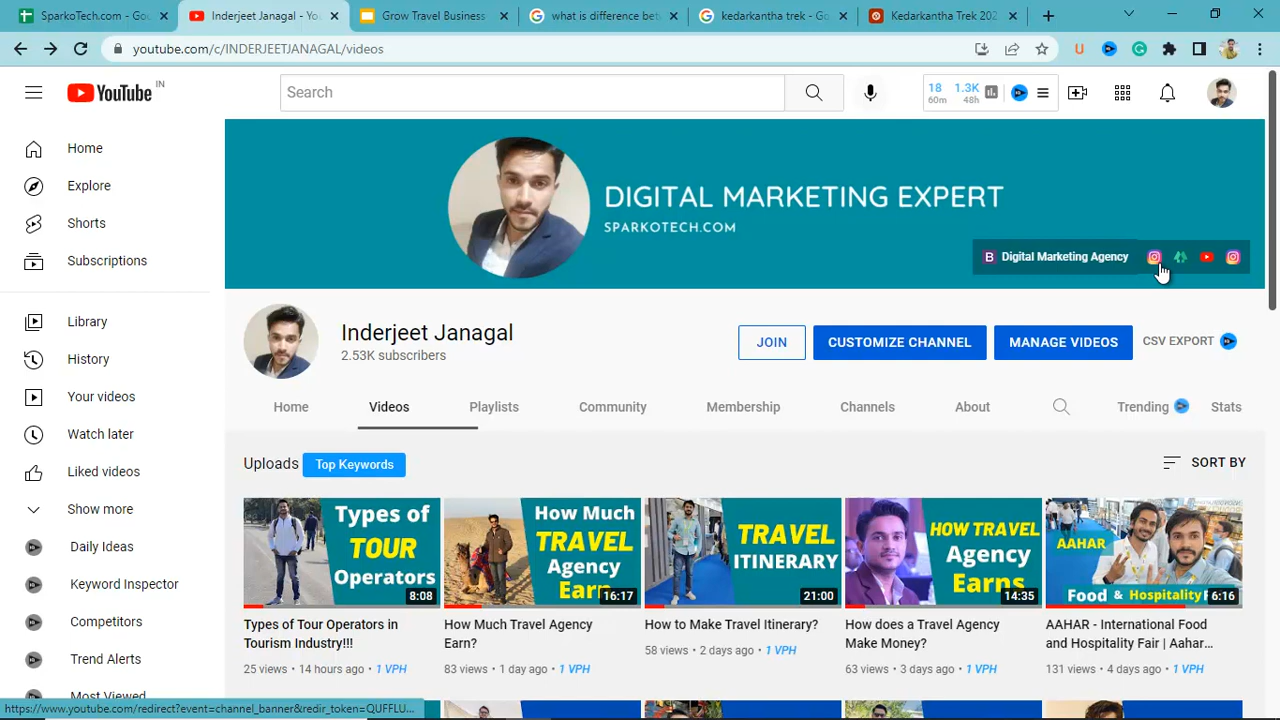 SparkoTech.com - Goo
Inderjeet Janagal - You
Grow Travel Business
what is difference bet
kedarkantha trek - Go
Kedarkantha Trek 202
youtube.com/c/INDERJEETJANAGAL/videos
YouTube IN
Search
18 1.3K
60m 48h
Home
Explore
Shorts
Subscriptions
Library
History
Your videos
Watch later
Liked videos
Show more
Daily Ideas
Keyword Inspector
Competitors
Trend Alerts
Most Viewed
DIGITAL MARKETING EXPERT
SPARKOTECH.COM
B Digital Marketing Agency
Inderjeet Janagal
2.53K subscribers
JOIN
CUSTOMIZE CHANNEL
MANAGE VIDEOS
CSV EXPORT
Home Videos Playlists Community Membership Channels About Trending Stats
Uploads Top Keywords
SORT BY
Types of
TOUR
Operators
8:08
Types of Tour Operators in
Tourism Industry!!!
25 views • 14 hours ago • 1 VPH
How Much
TRAVEL
Agency
Earn?
16:17
How Much Travel Agency
Earn?
83 views • 1 day ago • 1 VPH
TRAVEL
ITINERARY
21:00
How to Make Travel Itinerary?
58 views • 2 days ago • 1 VPH
HOW TRAVEL
Agency
Earns
14:35
How does a Travel Agency
Make Money?
63 views • 3 days ago • 1 VPH
AAHAR
Food & Hospitality F
6:16
AAHAR - International Food
and Hospitality Fair | Aahar...
131 views • 4 days ago • 1 VPH
https://www.youtube.com/redirect?event=channel_banner&redir_token=QUFFLU...